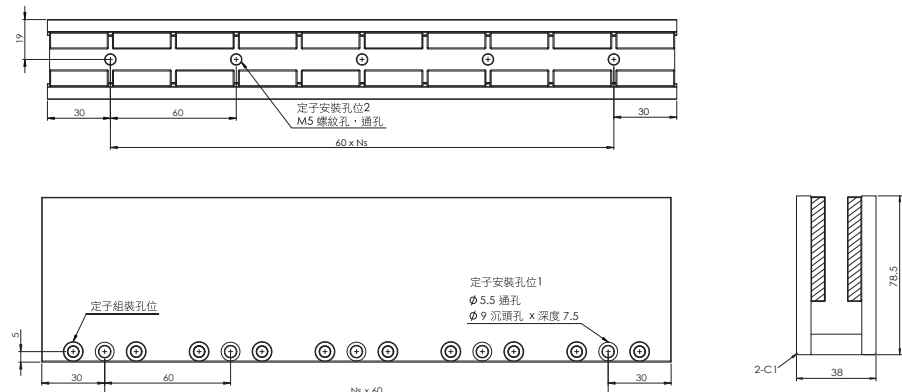 19
30
60
定子安裝孔位2
M5 螺紋孔，通孔
30
60 x Ns
定子組裝孔位
定子安裝孔位1
ϕ 5.5 通孔
ϕ 9 沉頭孔 x 深度 7.5
5
30
60
Ns x 60
30
78.5
2-C1
38